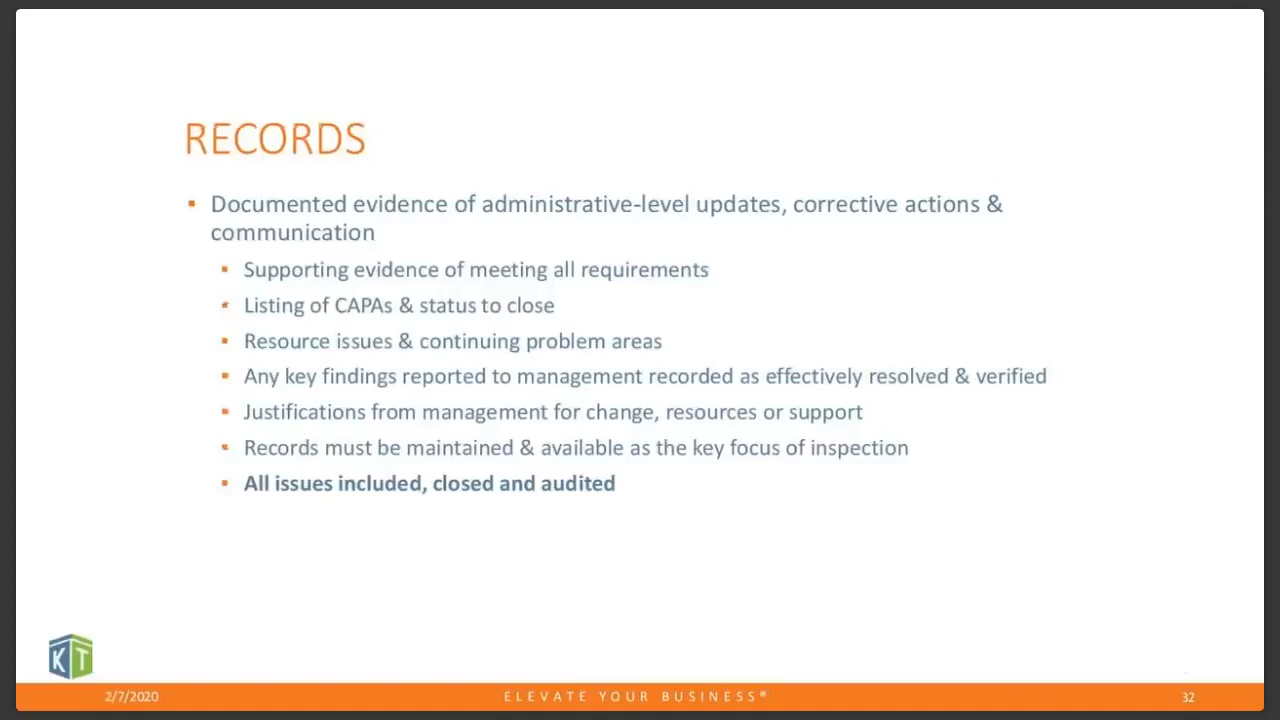 RECORDS
▪ Documented evidence of administrative-level updates, corrective actions &
communication
▪ Supporting evidence of meeting all requirements
▪ Listing of CAPAs & status to close
▪ Resource issues & continuing problem areas
▪ Any key findings reported to management recorded as effectively resolved & verified
▪ Justifications from management for change, resources or support
▪ Records must be maintained & available as the key focus of inspection
▪ All issues included, closed and audited
KT
2/7/2020
ELEVATE YOUR BUSINESS®
32